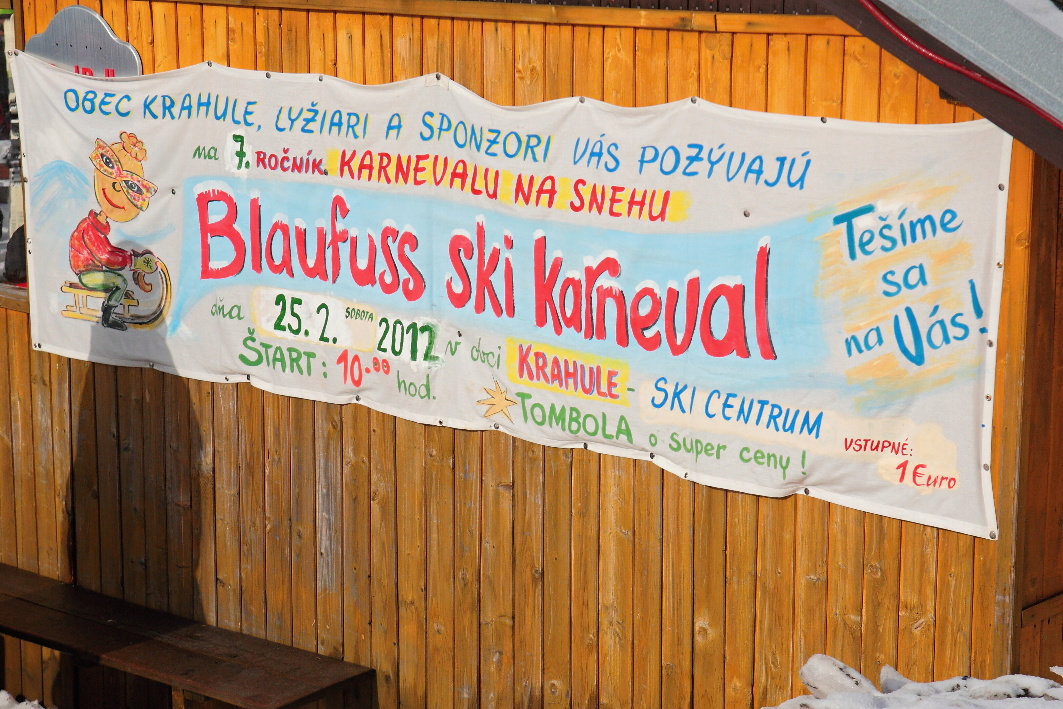 OBEC KRAHULE, LYŽIARI A SPONZORI VÁS POZÝVAJÚ
na 7. ROČNÍK KARNEVALU NA SNEHU
Blaufuss ski karneval
dňa 25. 2. SOBOTA 2012 v obci KRAHULE - SKI CENTRUM
ŠTART: 10.00 hod.
TOMBOLA o super ceny!
VSTUPNÉ:
1 Euro
Tešíme
sa
na Vás!